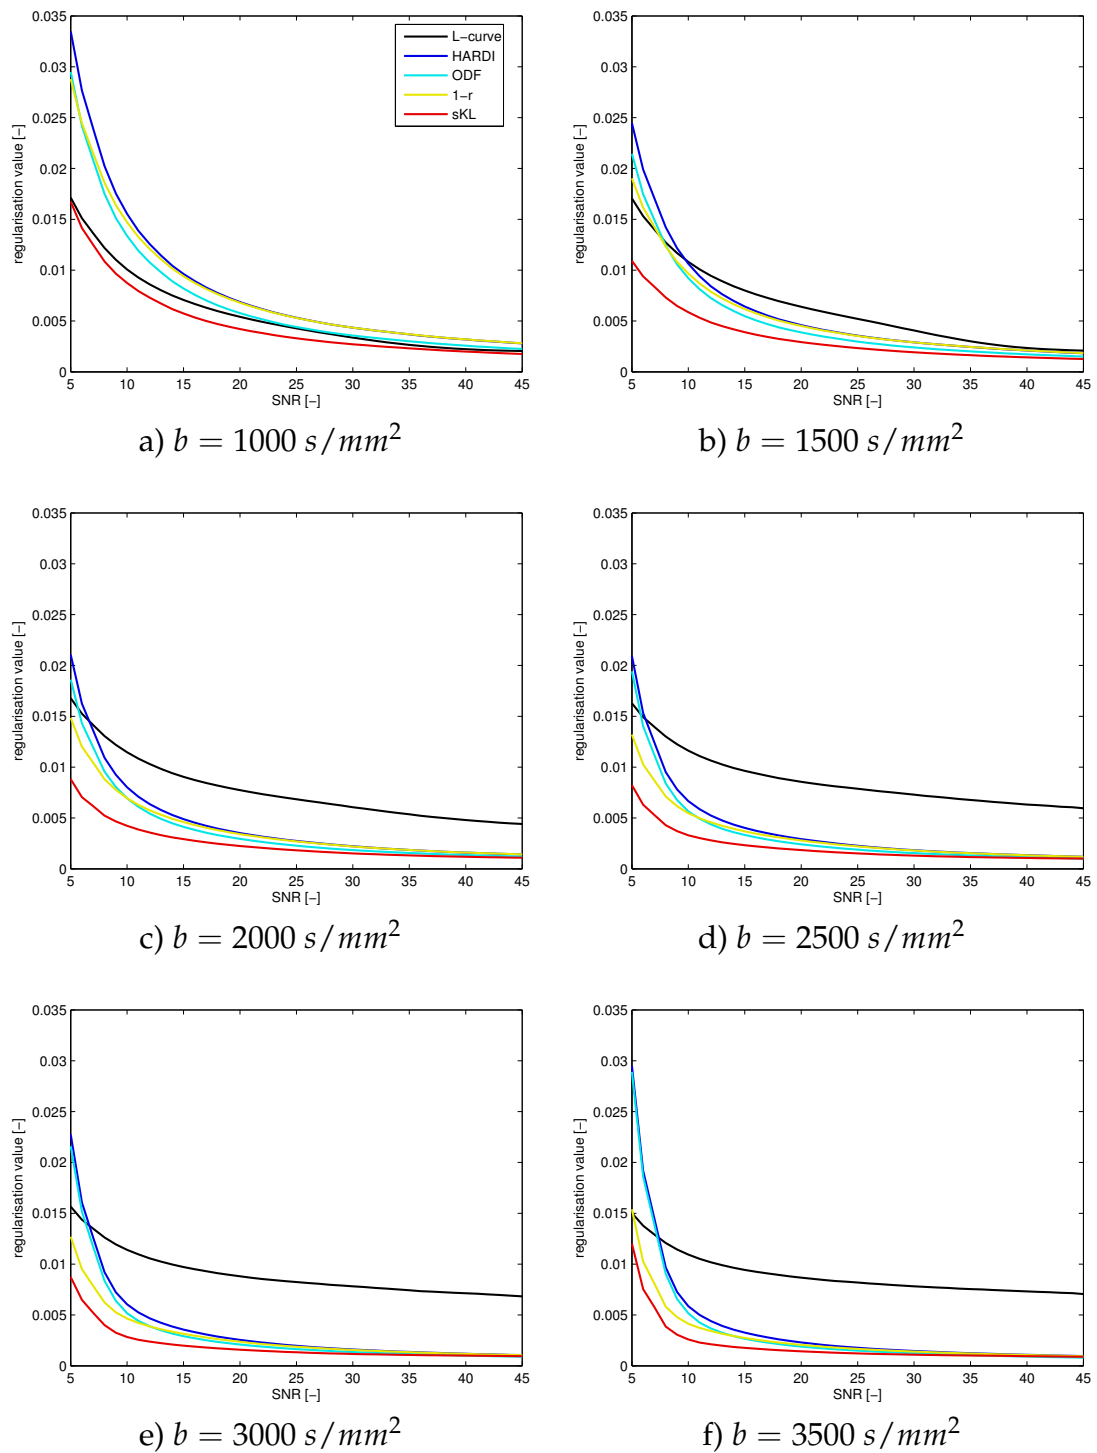 0.035
0.03
0.025
0.02
0.015
0.01
0.005
0
regularisation value [−]
5 10 15 20 25 30 35 40 45
SNR [−]
L−curve
HARDI
ODF
1−r
sKL
a) b = 1000 s/mm²
0.035
0.03
0.025
0.02
0.015
0.01
0.005
0
regularisation value [−]
5 10 15 20 25 30 35 40 45
SNR [−]
b) b = 1500 s/mm²
0.035
0.03
0.025
0.02
0.015
0.01
0.005
0
regularisation value [−]
5 10 15 20 25 30 35 40 45
SNR [−]
c) b = 2000 s/mm²
0.035
0.03
0.025
0.02
0.015
0.01
0.005
0
regularisation value [−]
5 10 15 20 25 30 35 40 45
SNR [−]
d) b = 2500 s/mm²
0.035
0.03
0.025
0.02
0.015
0.01
0.005
0
regularisation value [−]
5 10 15 20 25 30 35 40 45
SNR [−]
e) b = 3000 s/mm²
0.035
0.03
0.025
0.02
0.015
0.01
0.005
0
regularisation value [−]
5 10 15 20 25 30 35 40 45
SNR [−]
f) b = 3500 s/mm²